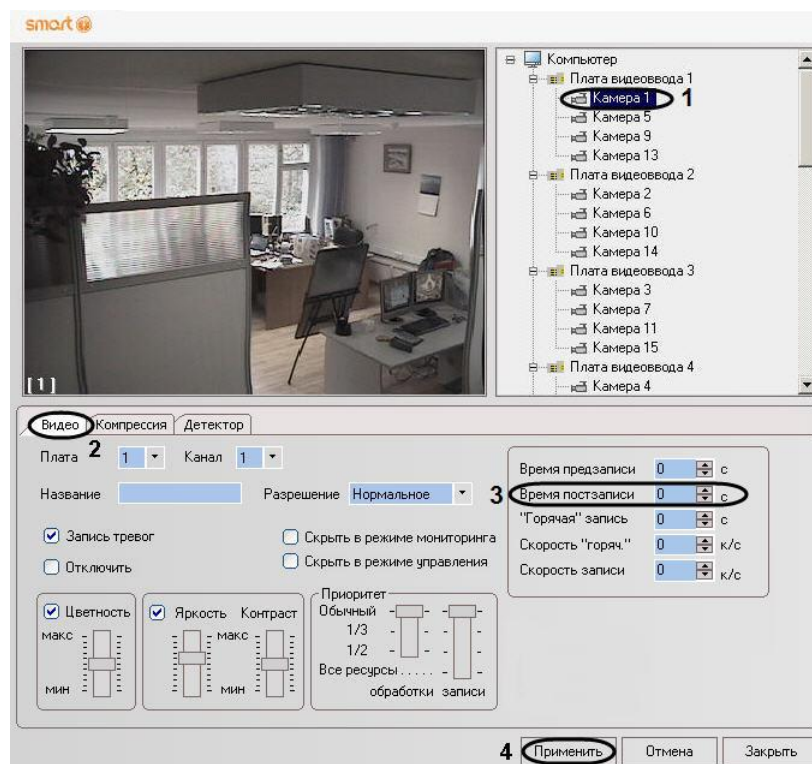 smart
Компьютер
Плата видеоввода 1
Камера 1 1
Камера 5
Камера 9
Камера 13
Плата видеоввода 2
Камера 2
Камера 6
Камера 10
Камера 14
Плата видеоввода 3
Камера 3
Камера 7
Камера 11
Камера 15
Плата видеоввода 4
Камера 4
[1]
Видео Компрессия Детектор
2
Плата 1 Канал 1
Название Разрешение Нормальное
Запись тревог
Отключить
Скрыть в режиме мониторинга
Скрыть в режиме управления
Время предзаписи 0 с
3 Время постзаписи 0 с
"Горячая" запись 0 с
Скорость "горяч." 0 к/с
Скорость записи 0 к/с
Цветность
макс
мин
Яркость Контраст
макс
мин
Приоритет
Обычный
1/3
1/2
Все ресурсы.....
обработки записи
4 Применить Отмена Закрыть